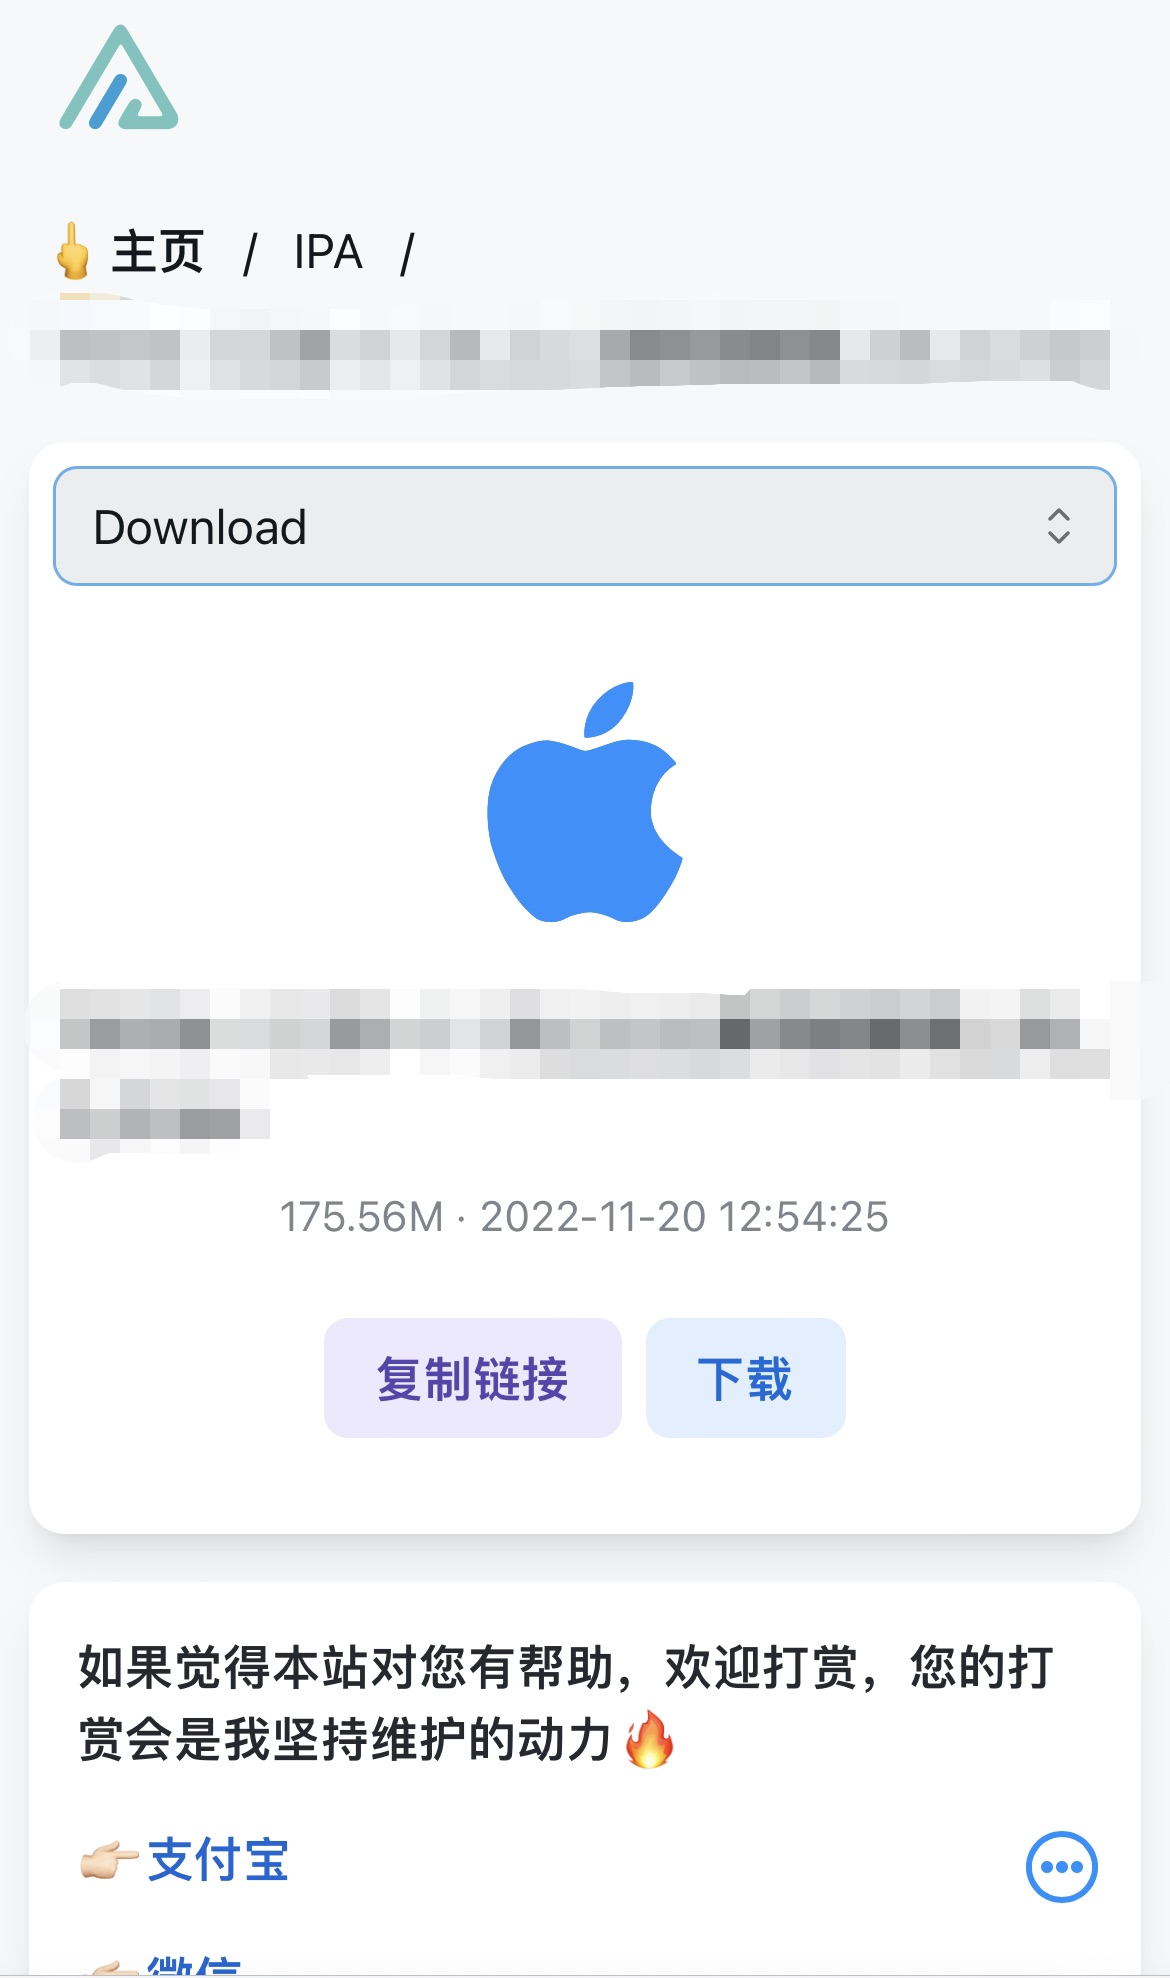 👆主页 / IPA /
Download
175.56M · 2022-11-20 12:54:25
复制链接 下载
如果觉得本站对您有帮助，欢迎打赏，您的打
赏会是我坚持维护的动力🔥
👉🏻支付宝
👉🏻微信